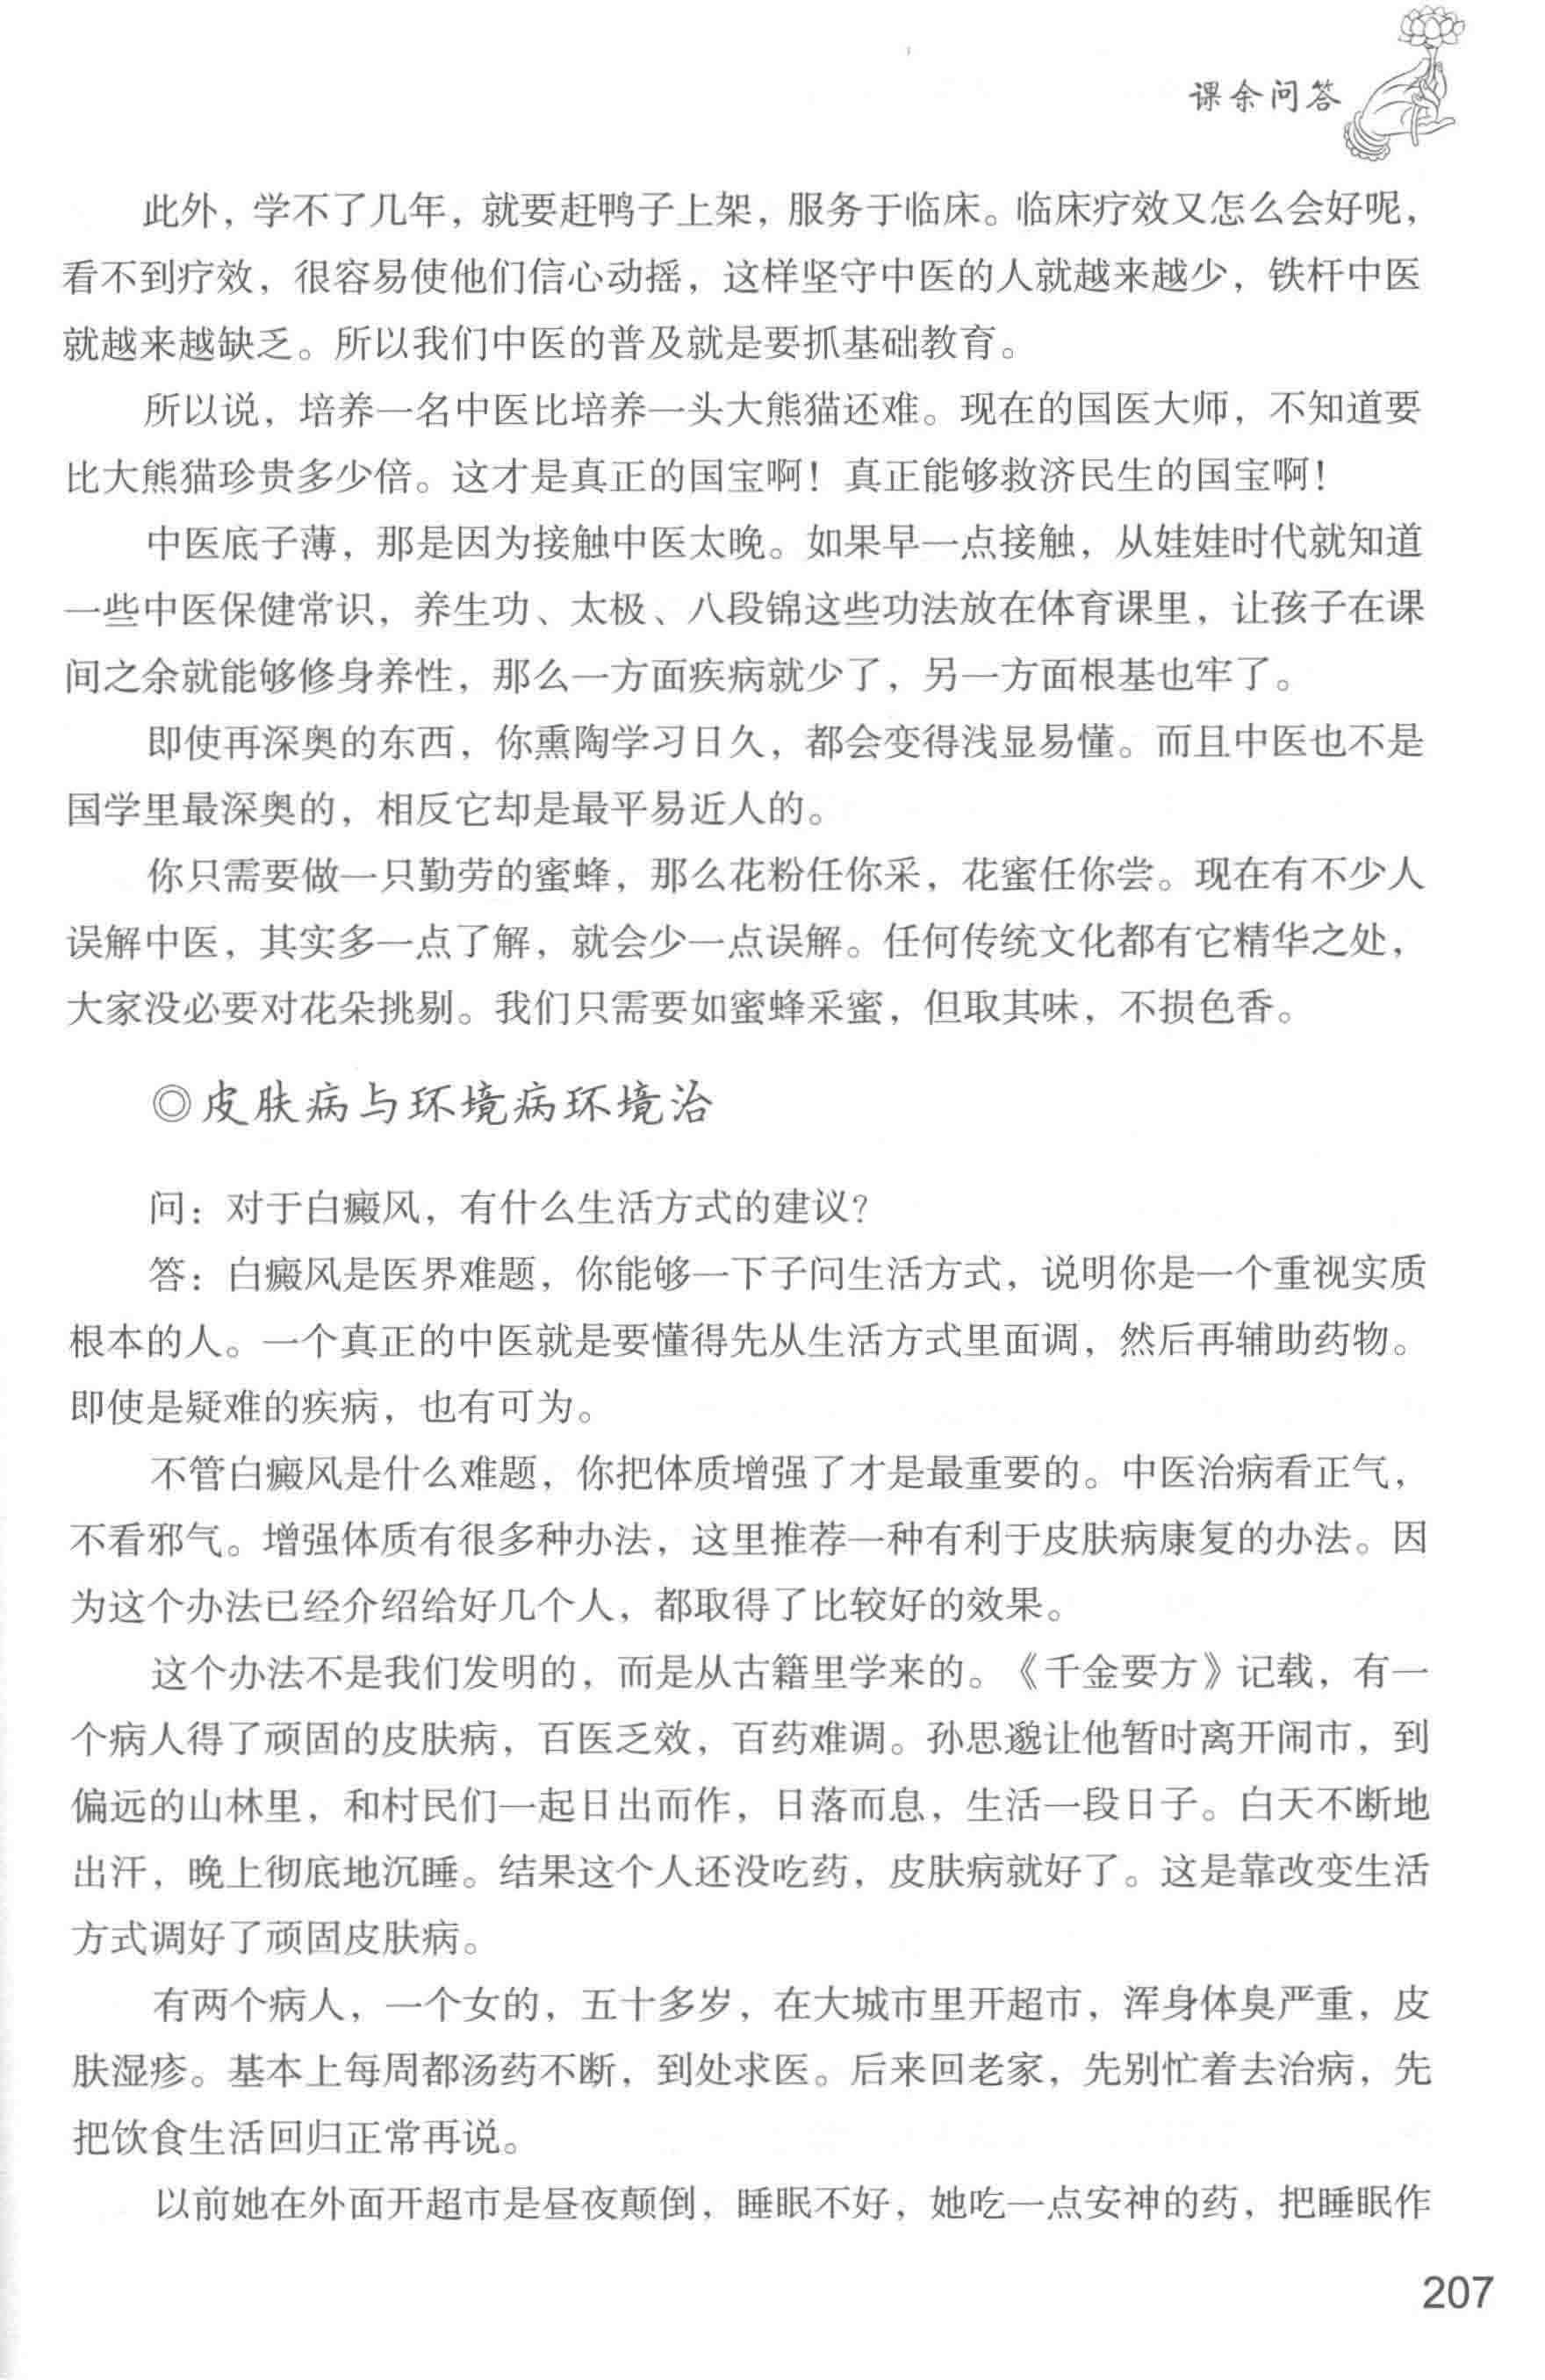 课余问答
此外，学不了几年，就要赶鸭子上架，服务于临床。临床疗效又怎么会好呢，
看不到疗效，很容易使他们信心动摇，这样坚守中医的人就越来越少，铁杆中医
就越来越缺乏。所以我们中医的普及就是要抓基础教育。
所以说，培养一名中医比培养一头大熊猫还难。现在的国医大师，不知道要
比大熊猫珍贵多少倍。这才是真正的国宝啊！真正能够救济民生的国宝啊！
中医底子薄，那是因为接触中医太晚。如果早一点接触，从娃娃时代就知道
一些中医保健常识，养生功、太极、八段锦这些功法放在体育课里，让孩子在课
间之余就能够修身养性，那么一方面疾病就少了，另一方面根基也牢了。
即使再深奥的东西，你熏陶学习日久，都会变得浅显易懂。而且中医也不是
国学里最深奥的，相反它却是最平易近人的。
你只需要做一只勤劳的蜜蜂，那么花粉任你采，花蜜任你尝。现在有不少人
误解中医，其实多一点了解，就会少一点误解。任何传统文化都有它精华之处，
大家没必要对花朵挑剔。我们只需要如蜜蜂采蜜，但取其味，不损色香。
◎皮肤病与环境病环境治
问：对于白癜风，有什么生活方式的建议？
答：白癜风是医界难题，你能够一下子问生活方式，说明你是一个重视实质
根本的人。一个真正的中医就是要懂得先从生活方式里面调，然后再辅助药物。
即使是疑难的疾病，也有可为。
不管白癜风是什么难题，你把体质增强了才是最重要的。中医治病看正气，
不看邪气。增强体质有很多种办法，这里推荐一种有利于皮肤病康复的办法。因
为这个办法已经介绍给好几个人，都取得了比较好的效果。
这个办法不是我们发明的，而是从古籍里学来的。《千金要方》记载，有一
个病人得了顽固的皮肤病，百医乏效，百药难调。孙思邈让他暂时离开闹市，到
偏远的山林里，和村民们一起日出而作，日落而息，生活一段日子。白天不断地
出汗，晚上彻底地沉睡。结果这个人还没吃药，皮肤病就好了。这是靠改变生活
方式调好了顽固皮肤病。
有两个病人，一个女的，五十多岁，在大城市里开超市，浑身体臭严重，皮
肤湿疹。基本上每周都汤药不断，到处求医。后来回老家，先别忙着去治病，先
把饮食生活回归正常再说。
以前她在外面开超市是昼夜颠倒，睡眠不好，她吃一点安神的药，把睡眠作
207